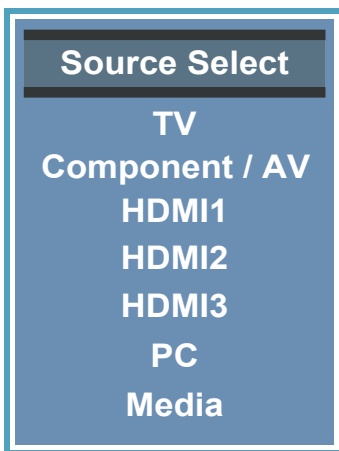 Source Select
TV
Component / AV
HDMI1
HDMI2
HDMI3
PC
Media